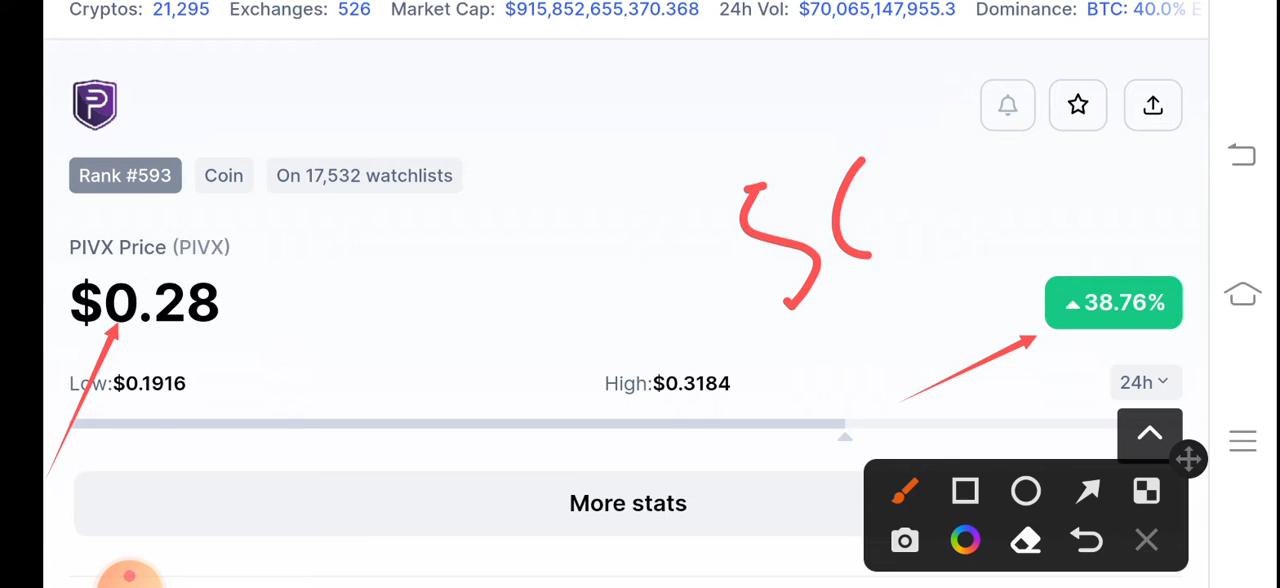 Cryptos: 21,295 Exchanges: 526 Market Cap: $915,852,655,370.368 24h Vol: $70,065,147,955.3 Dominance: BTC: 40.0% E
Rank #593 Coin On 17,532 watchlists
PIVX Price (PIVX)
$0.28 38.76%
Low:$0.1916 High:$0.3184 24h
More stats